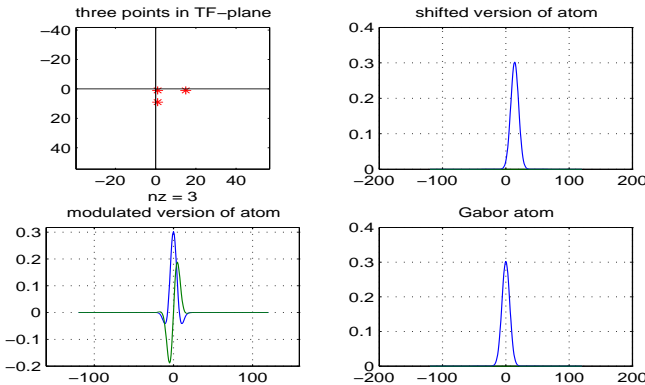 three points in TF−plane
−40
−20
0
20
40
−20 0 20 40
nz = 3
shifted version of atom
0.4
0.3
0.2
0.1
0
−200 −100 0 100 200
modulated version of atom
0.3
0.2
0.1
0
−0.1
−0.2
−100 0 100
Gabor atom
0.4
0.3
0.2
0.1
0
−200 −100 0 100 200